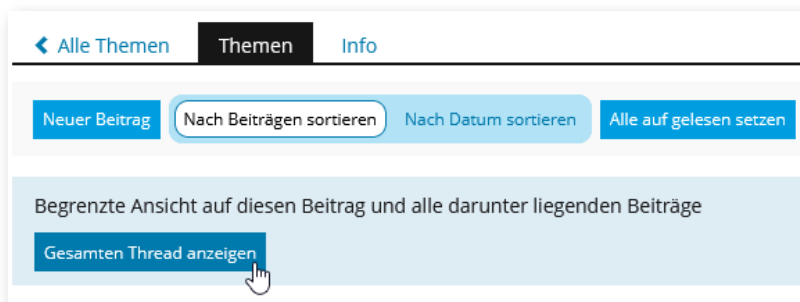 Alle Themen Themen Info
Neuer Beitrag Nach Beiträgen sortieren Nach Datum sortieren Alle auf gelesen setzen
Begrenzte Ansicht auf diesen Beitrag und alle darunter liegenden Beiträge
Gesamten Thread anzeigen